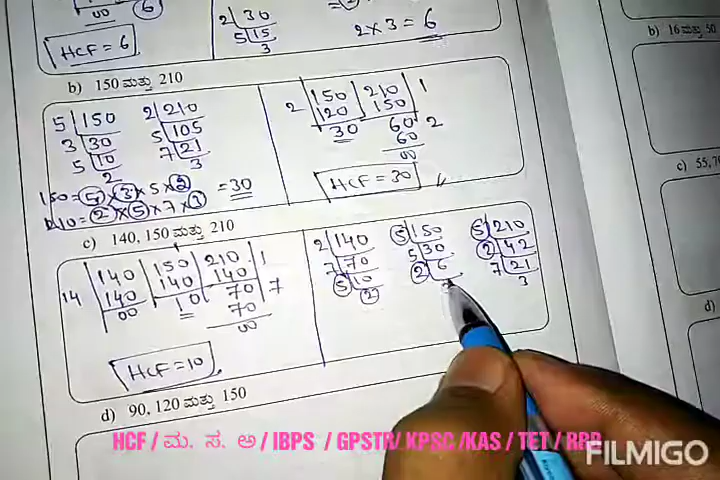 00 6
HCF = 6
2 30
5 15
3
2 x 3 = 6
b) 150 ಮತ್ತು 210
5 150
3 30
5 10
2
2 210
5 105
7 21
3
150 = 5 x 3 x 5 x 2
210 = 2 x 5 x 7 x 3
= 30
2 150 210 1
120 150
30 60 2
60
00
HCF = 30
c) 140, 150 ಮತ್ತು 210
14 140 150 210 1
140 140 140
00 10 70 7
70
00
HCF = 10
2 140
7 70
5 10
2
5 150
5 30
2 6
5 210
2 42
7 21
3
d) 90, 120 ಮತ್ತು 150
b) 16 ಮತ್ತು 50
c) 55, 7
d)
HCF / ಮ. ಸ. ಅ / IBPS / GPSTR/ KPSC /KAS / TET / RRB
FILMIGO